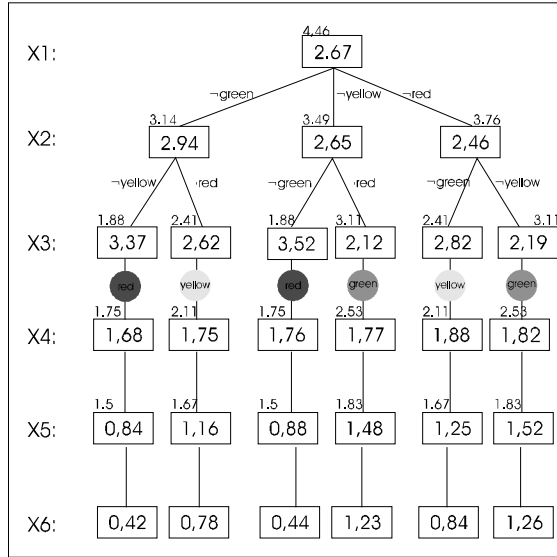 4,46
X1: 2.67
¬green ¬yellow ¬red
3.14 3.49 3.76
X2: 2.94 2,65 2,46
¬yellow red ¬green red ¬green ¬yellow
1.88 2.41 1.88 3.11 2.41 3.11
X3: 3,37 2,62 3,52 2,12 2,82 2,19
red yellow red green yellow green
1.75 2.11 1.75 2.53 2.11 2.53
X4: 1,68 1,75 1,76 1,77 1,88 1,82
1.5 1.67 1.5 1.83 1.67 1.83
X5: 0,84 1,16 0,88 1,48 1,25 1,52
X6: 0,42 0,78 0,44 1,23 0,84 1,26